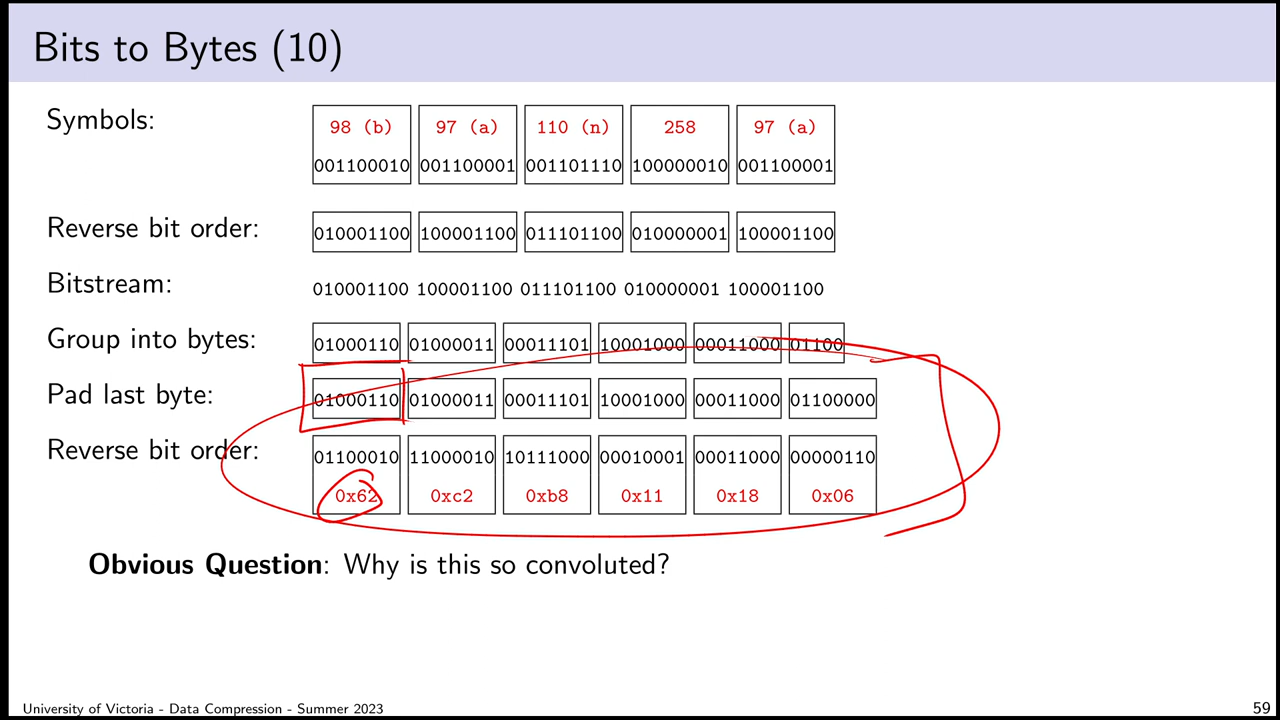 Bits to Bytes (10)
Symbols: 98 (b) 97 (a) 110 (n) 258 97 (a)
001100010 001100001 001101110 100000010 001100001
Reverse bit order: 010001100 100001100 011101100 010000001 100001100
Bitstream: 010001100 100001100 011101100 010000001 100001100
Group into bytes: 01000110 01000011 00011101 10001000 00011000 01100
Pad last byte: 01000110 01000011 00011101 10001000 00011000 01100000
Reverse bit order: 01100010 11000010 10111000 00010001 00011000 00000110
0x62 0xc2 0xb8 0x11 0x18 0x06
Obvious Question: Why is this so convoluted?
University of Victoria - Data Compression - Summer 2023 59